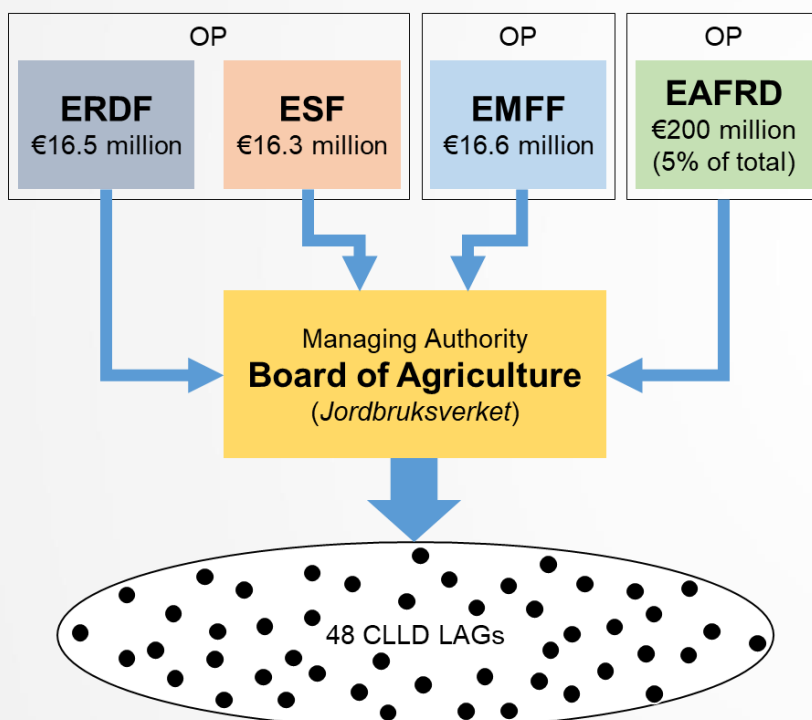 OP
OP
OP
ERDF
€16.5 million
ESF
€16.3 million
EMFF
€16.6 million
EAFRD
€200 million
(5% of total)
Managing Authority
Board of Agriculture
(Jordbruksverket)
48 CLLD LAGs